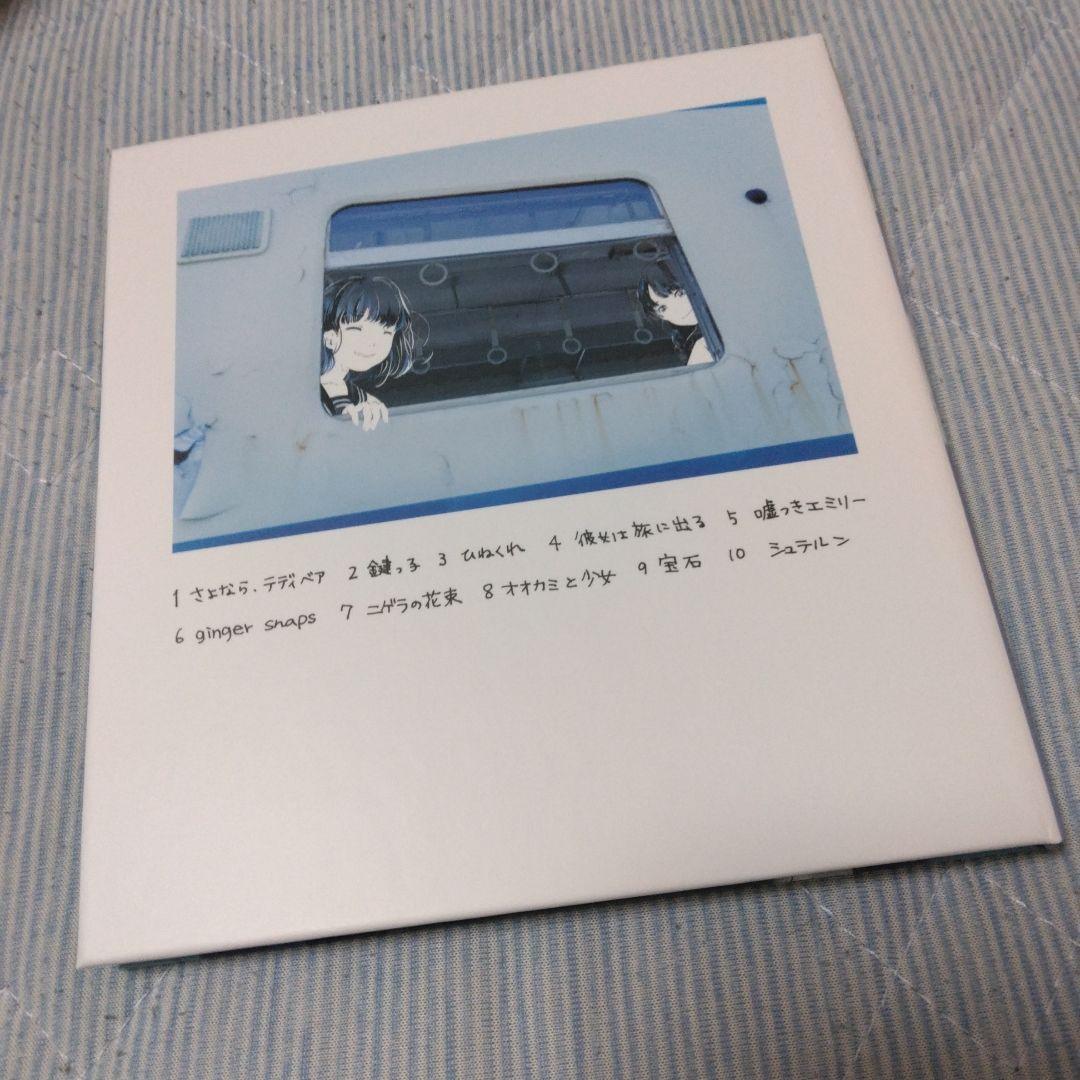 1 さよなら、テディベア 2 鍵っ子 3 ひねくれ 4 彼女は旅に出る 5 嘘つきエミリー
6 ginger snaps 7 ニゲラの花束 8 オオカミと少女 9 宝石 10 シュテルン